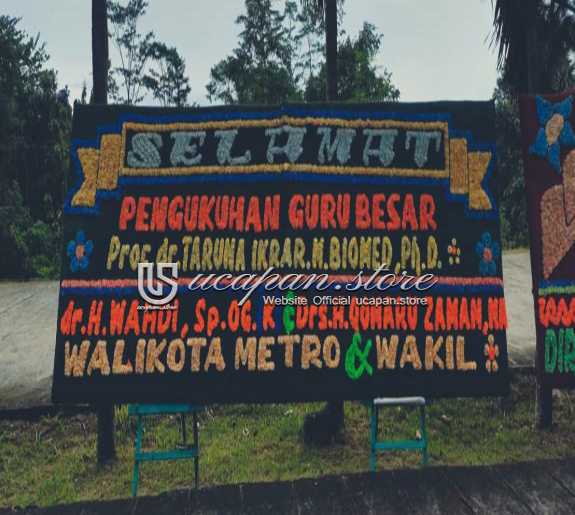 SELAMAT
PENGUKUHAN GURU BESAR
Prof. dr. TARUNA IKRAR. M. BIOMED, Ph.D.
ucapan.store
Website Official ucapan.store
dr. H. WAHDI, Sp. OG. K & Drs. H. QOMARU ZAMAN, MA
WALIKOTA METRO & WAKIL
DIR